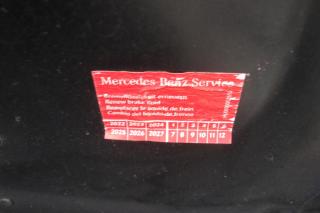 Mercedes-Benz Service
Bremsflüssigkeit erneuern
Renew brake fluid
Remplacer le liquide de frein
Cambio del líquido de frenos
2022 2023 2024 1 2 3 4 5 6
2025 2026 2027 7 8 9 10 11 12